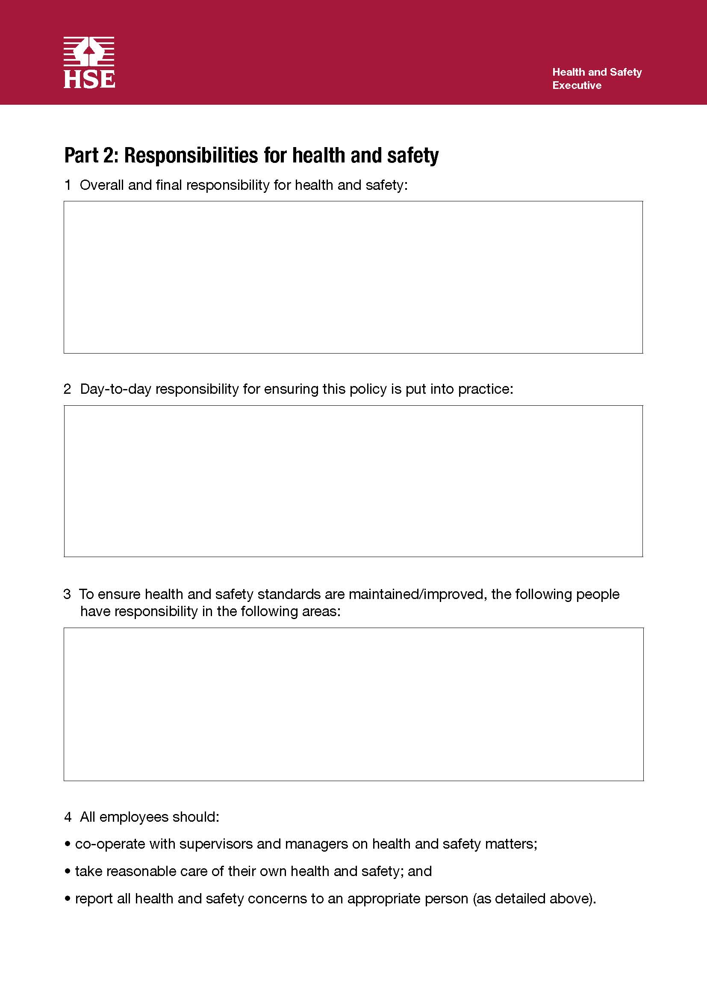 HSE
Health and Safety
Executive
Part 2: Responsibilities for health and safety
1 Overall and final responsibility for health and safety:
2 Day-to-day responsibility for ensuring this policy is put into practice:
3 To ensure health and safety standards are maintained/improved, the following people
have responsibility in the following areas:
4 All employees should:
• co-operate with supervisors and managers on health and safety matters;
• take reasonable care of their own health and safety; and
• report all health and safety concerns to an appropriate person (as detailed above).